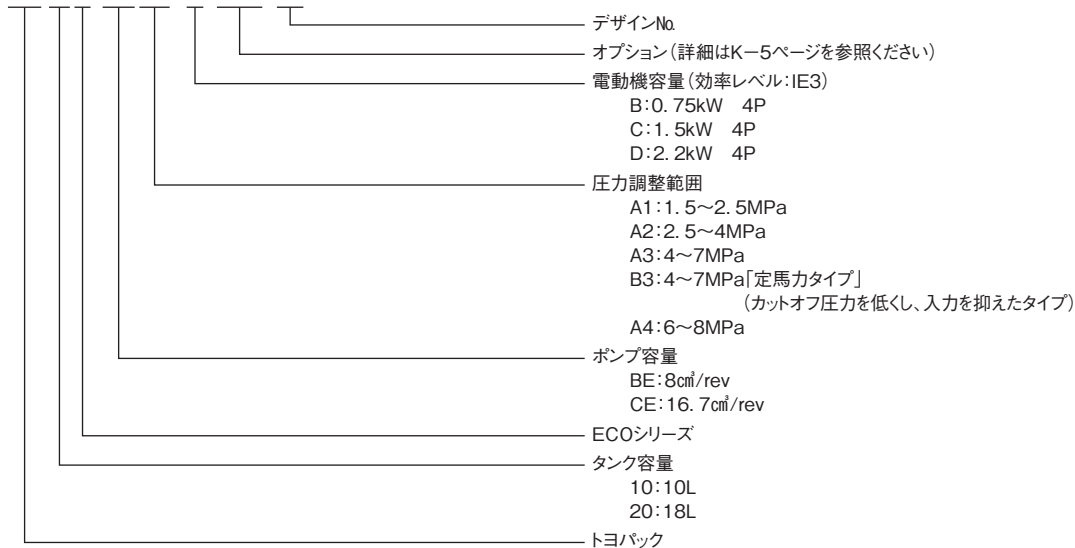 デザイン№
オプション（詳細はK－5ページを参照ください）
電動機容量（効率レベル：IE3）
B：0．75kW　4P
C：1．5kW　4P
D：2．2kW　4P
圧力調整範囲
A1：1．5～2．5MPa
A2：2．5～4MPa
A3：4～7MPa
B3：4～7MPa「定馬力タイプ」
（カットオフ圧力を低くし、入力を抑えたタイプ）
A4：6～8MPa
ポンプ容量
BE：8㎤/rev
CE：16．7㎤/rev
ECOシリーズ
タンク容量
10：10L
20：18L
トヨパック